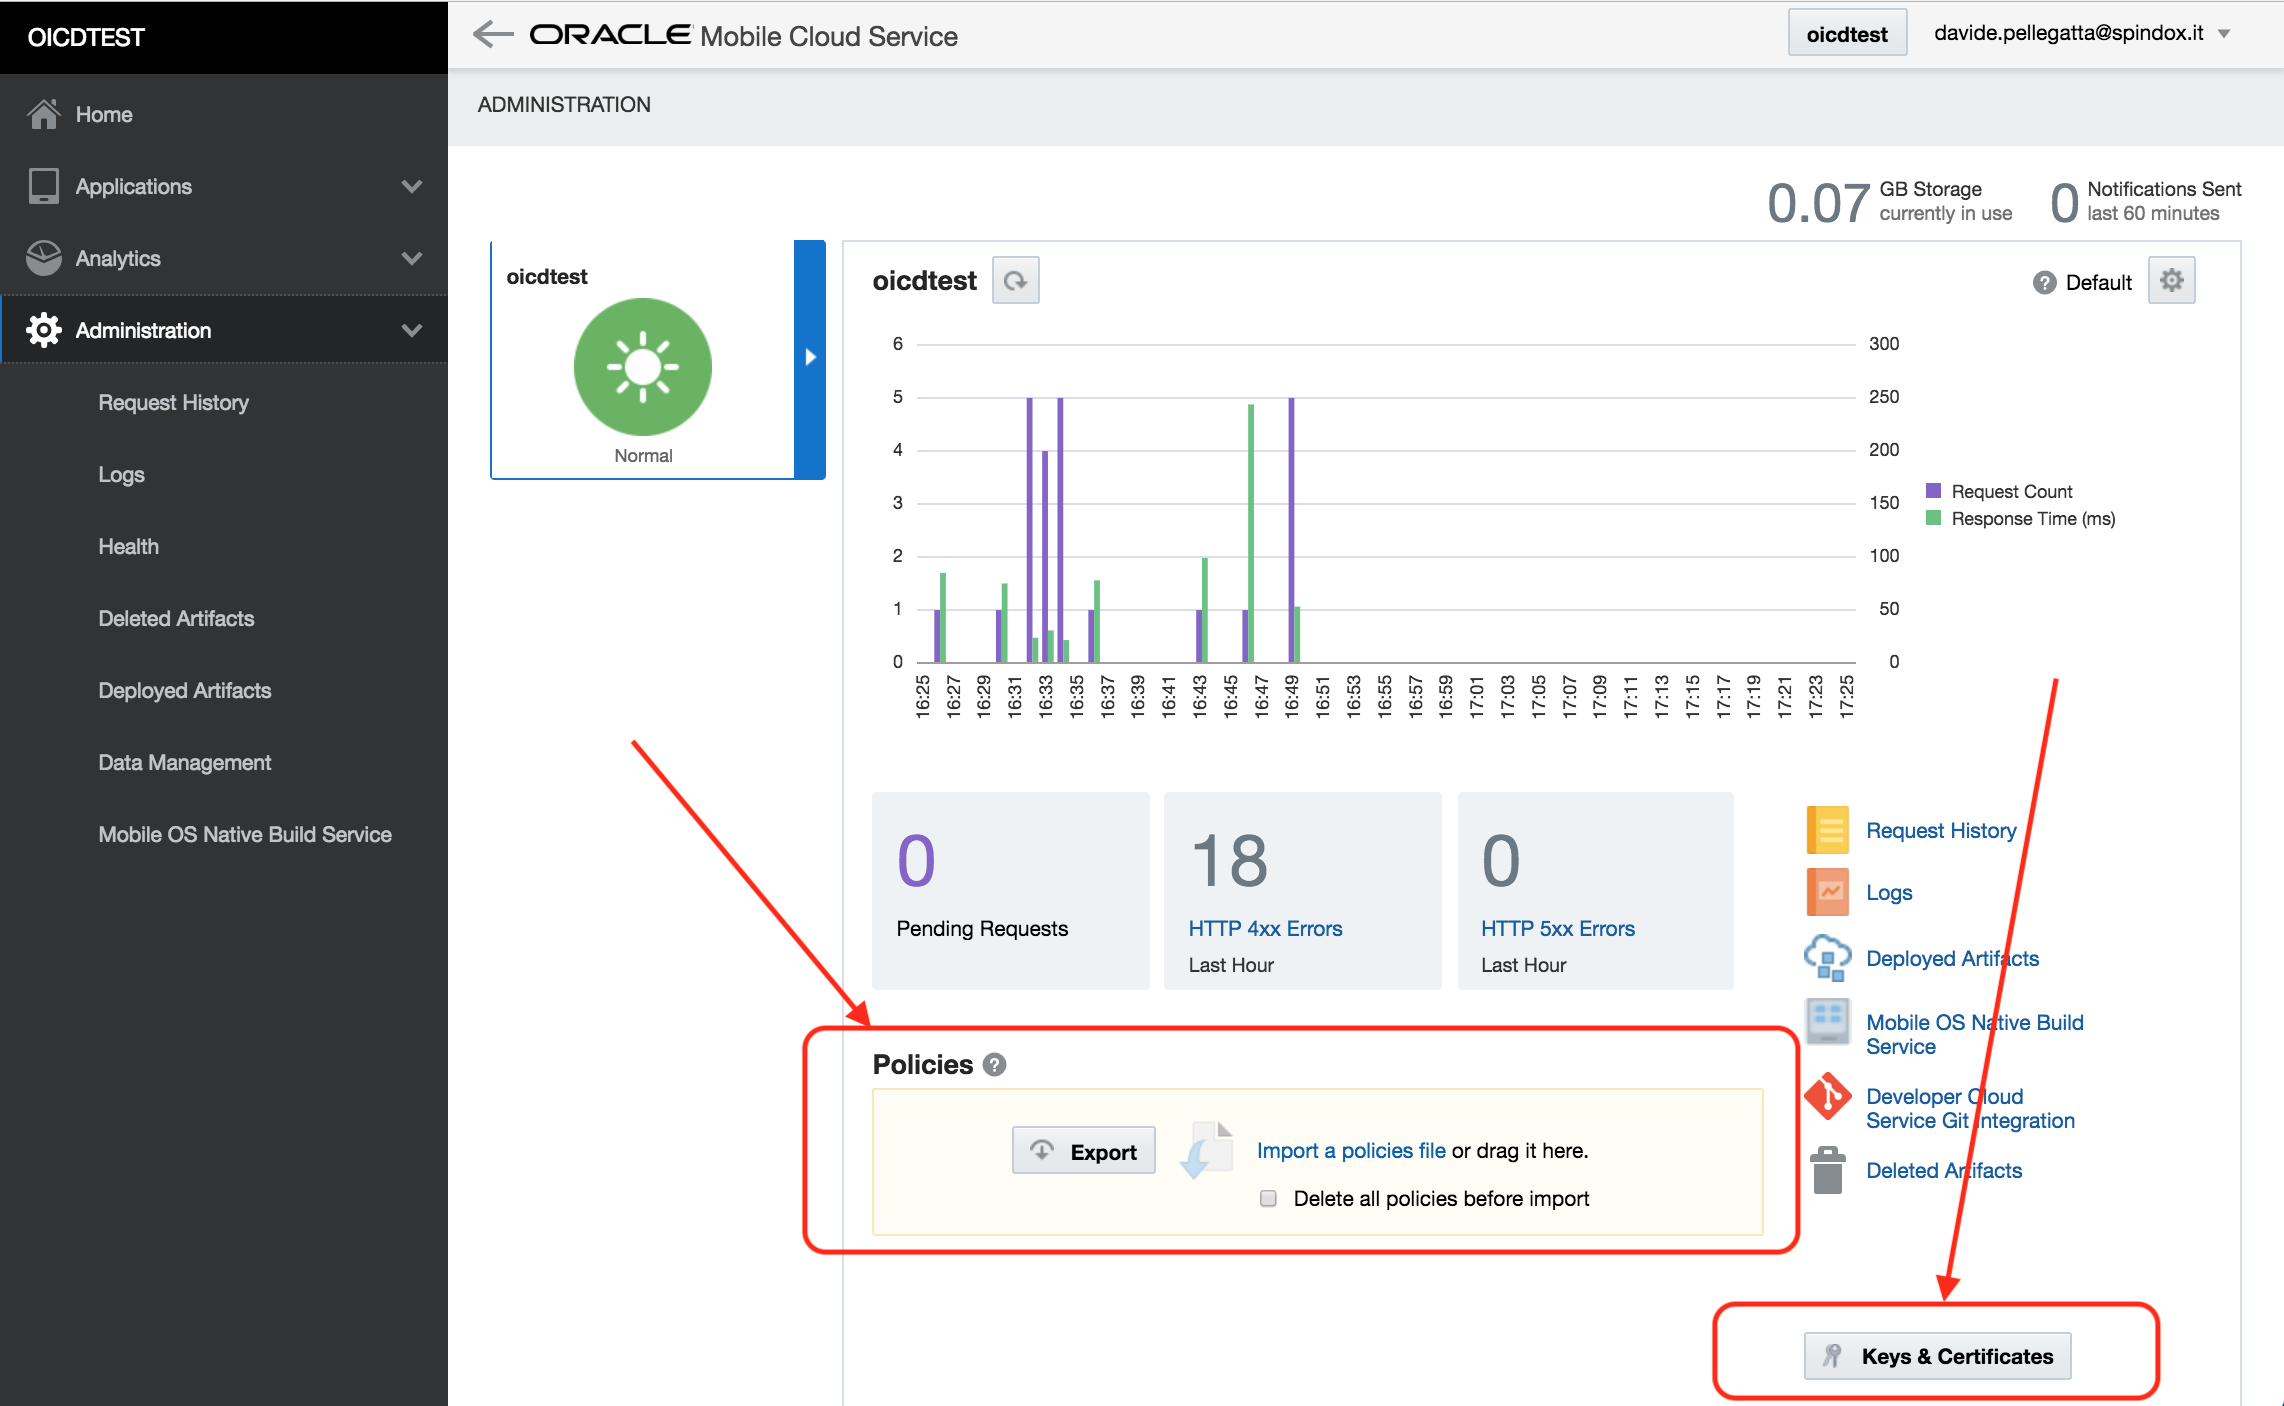 OICDTEST
ORACLE Mobile Cloud Service
oicdtest
davide.pellegatta@spindox.it
Home
Applications
Analytics
Administration
Request History
Logs
Health
Deleted Artifacts
Deployed Artifacts
Data Management
Mobile OS Native Build Service
ADMINISTRATION
0.07 GB Storage
currently in use
0 Notifications Sent
last 60 minutes
oicdtest
Normal
oicdtest
? Default
6 300
5 250
4 200
3 150
2 100
1 50
0 0
Request Count
Response Time (ms)
16:25 16:27 16:29 16:31 16:33 16:35 16:37 16:39 16:41 16:43 16:45 16:47 16:49 16:51 16:53 16:55 16:57 16:59 17:01 17:03 17:05 17:07 17:09 17:11 17:13 17:15 17:17 17:19 17:21 17:23 17:25
0
Pending Requests
18
HTTP 4xx Errors
Last Hour
0
HTTP 5xx Errors
Last Hour
Request History
Logs
Deployed Artifacts
Mobile OS Native Build
Service
Developer Cloud
Service Git Integration
Deleted Artifacts
Policies ?
Export
Import a policies file or drag it here.
Delete all policies before import
Keys & Certificates